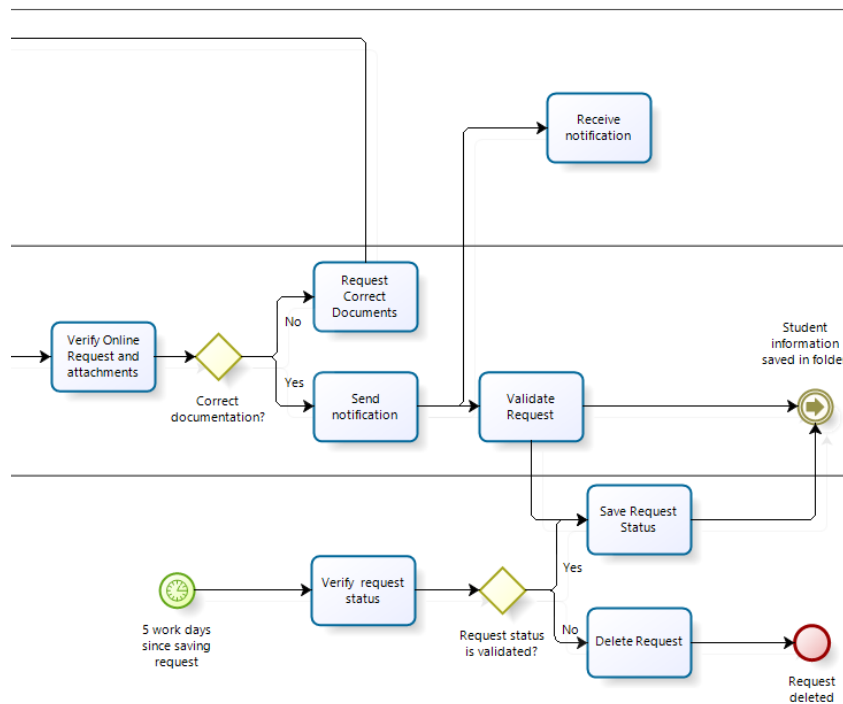 Receive
notification
Request
Correct
Documents
No
Verify Online
Request and
attachments
Correct
documentation?
Yes
Send
notification
Validate
Request
Student
information
saved in folder
Save Request
Status
Yes
5 work days
since saving
request
Verify  request
status
Request status
is validated?
No
Delete Request
Request
deleted